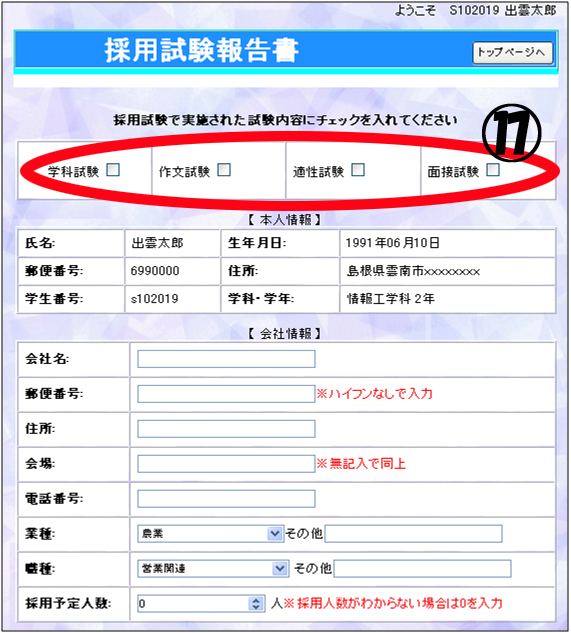 ようこそ S102019 出雲太郎
採用試験報告書 トップページへ
採用試験で実施された試験内容にチェックを入れてください
⑪
学科試験 作文試験 適性試験 面接試験
【 本人情報 】
氏名: 出雲太郎 生年月日: 1991年06月10日
郵便番号: 6990000 住所: 島根県雲南市xxxxxxxx
学生番号: s102019 学科・学年: 情報工学科２年
【 会社情報 】
会社名:
郵便番号: ※ハイフンなしで入力
住所:
会場: ※無記入で同上
電話番号:
業種: 農業 その他
職種: 営業関連 その他
採用予定人数: 0 人※採用人数がわからない場合は0を入力